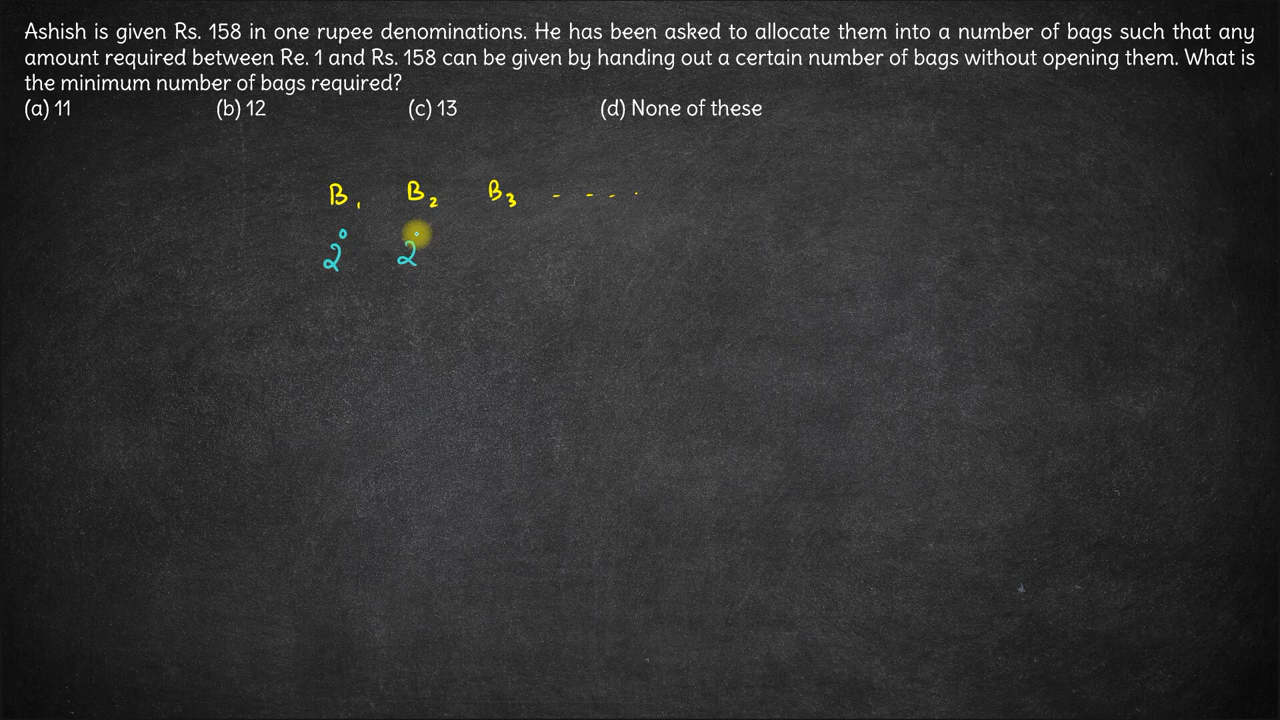 Ashish is given Rs. 158 in one rupee denominations. He has been asked to allocate them into a number of bags such that any
amount required between Re. 1 and Rs. 158 can be given by handing out a certain number of bags without opening them. What is
the minimum number of bags required?
(a) 11 (b) 12 (c) 13 (d) None of these
B₁ B₂ B₃ - - - .
2⁰ 2